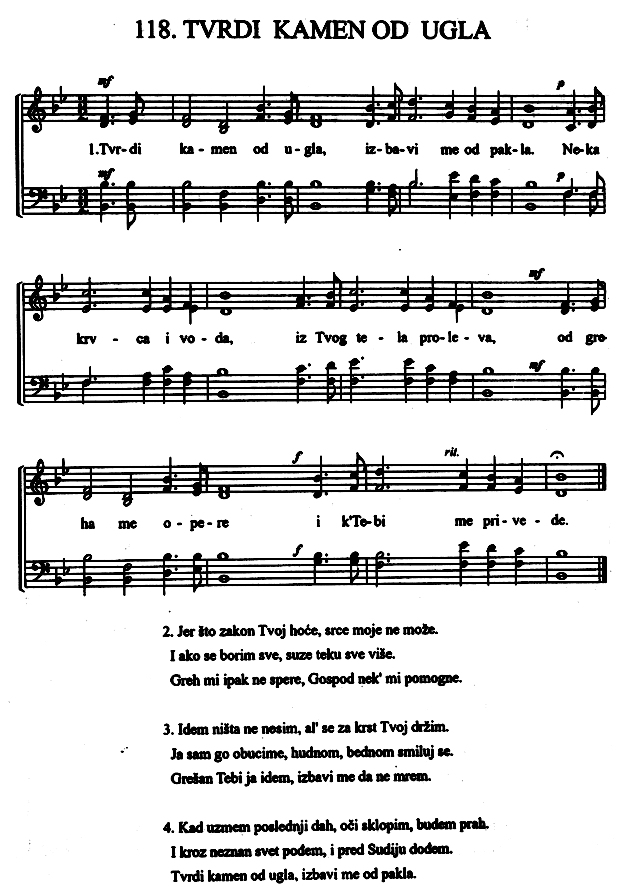 118. TVRDI KAMEN OD UGLA
mf
p
1.Tvr-di ka - men od u - gla, iz-ba-vi me od pak-la. Ne-ka
mf
p
mf
krv - ca i vo - da, iz Tvog te - la pro-le - va, od gre-
mf
f
rit.
ha me o - pe - re i k'Te-bi me pri - ve - de.
f
2. Jer što zakon Tvoj hoće, srce moje ne može.
I ako se borim sve, suze teku sve više.
Greh mi ipak ne spere, Gospod nek' mi pomogne.
3. Idem ništa ne nesim, al' se za krst Tvoj držim.
Ja sam go obucime, hudnom, bednom smiluj se.
Grešan Tebi ja idem, izbavi me da ne mrem.
4. Kad uzmem poslednji dah, oči sklopim, budem prah.
I kroz neznan svet pođem, i pred Sudiju dođem.
Tvrdi kamen od ugla, izbavi me od pakla.